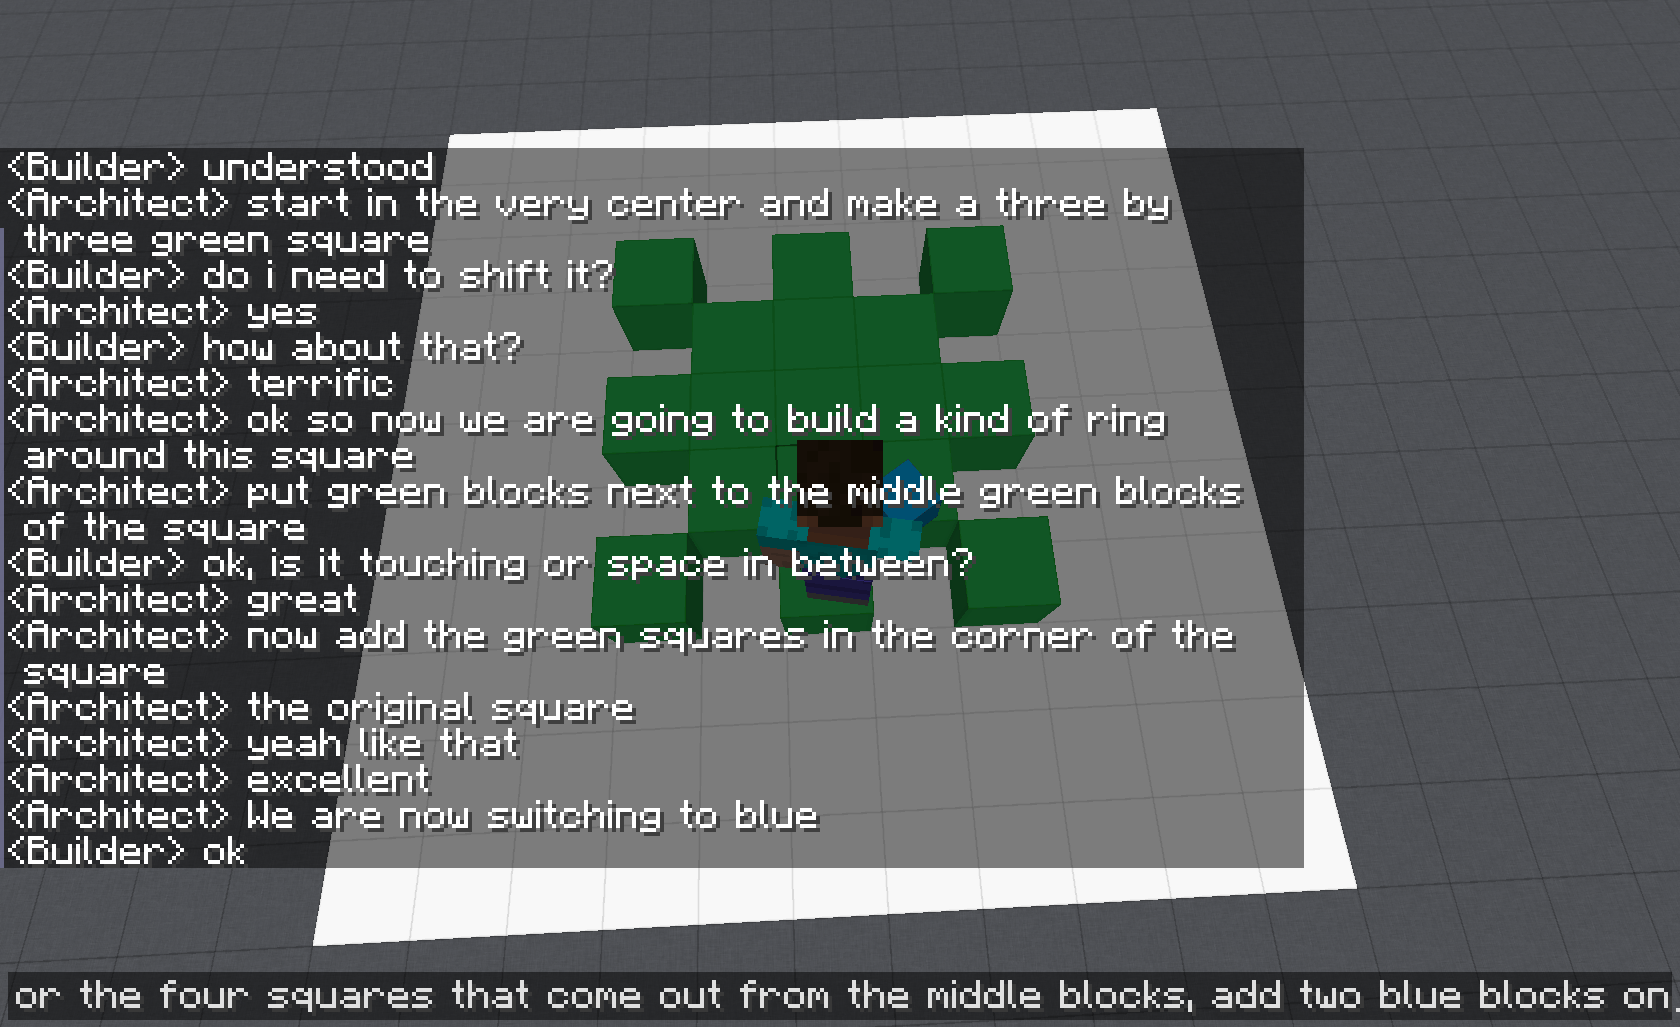 <Builder> understood
<Architect> start in the very center and make a three by
three green square
<Builder> do i need to shift it?
<Architect> yes
<Builder> how about that?
<Architect> terrific
<Architect> ok so now we are going to build a kind of ring
around this square
<Architect> put green blocks next to the middle green blocks
of the square
<Builder> ok, is it touching or space in between?
<Architect> great
<Architect> now add the green squares in the corner of the
square
<Architect> the original square
<Architect> yeah like that
<Architect> excellent
<Architect> We are now switching to blue
<Builder> ok
or the four squares that come out from the middle blocks, add two blue blocks on